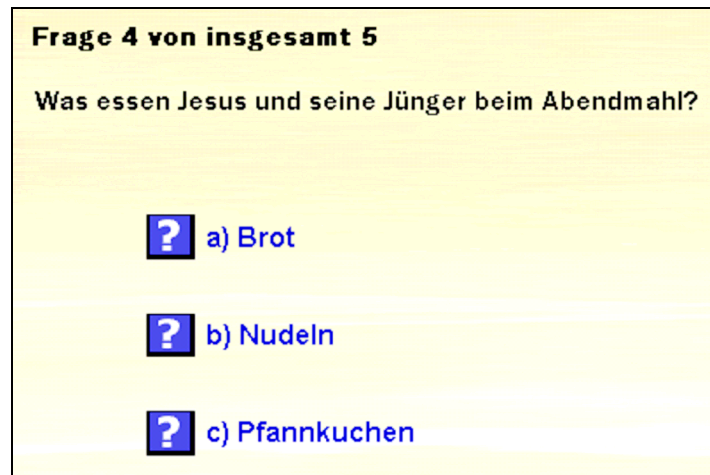 Frage 4 von insgesamt 5
Was essen Jesus und seine Jünger beim Abendmahl?
? a) Brot
? b) Nudeln
? c) Pfannkuchen